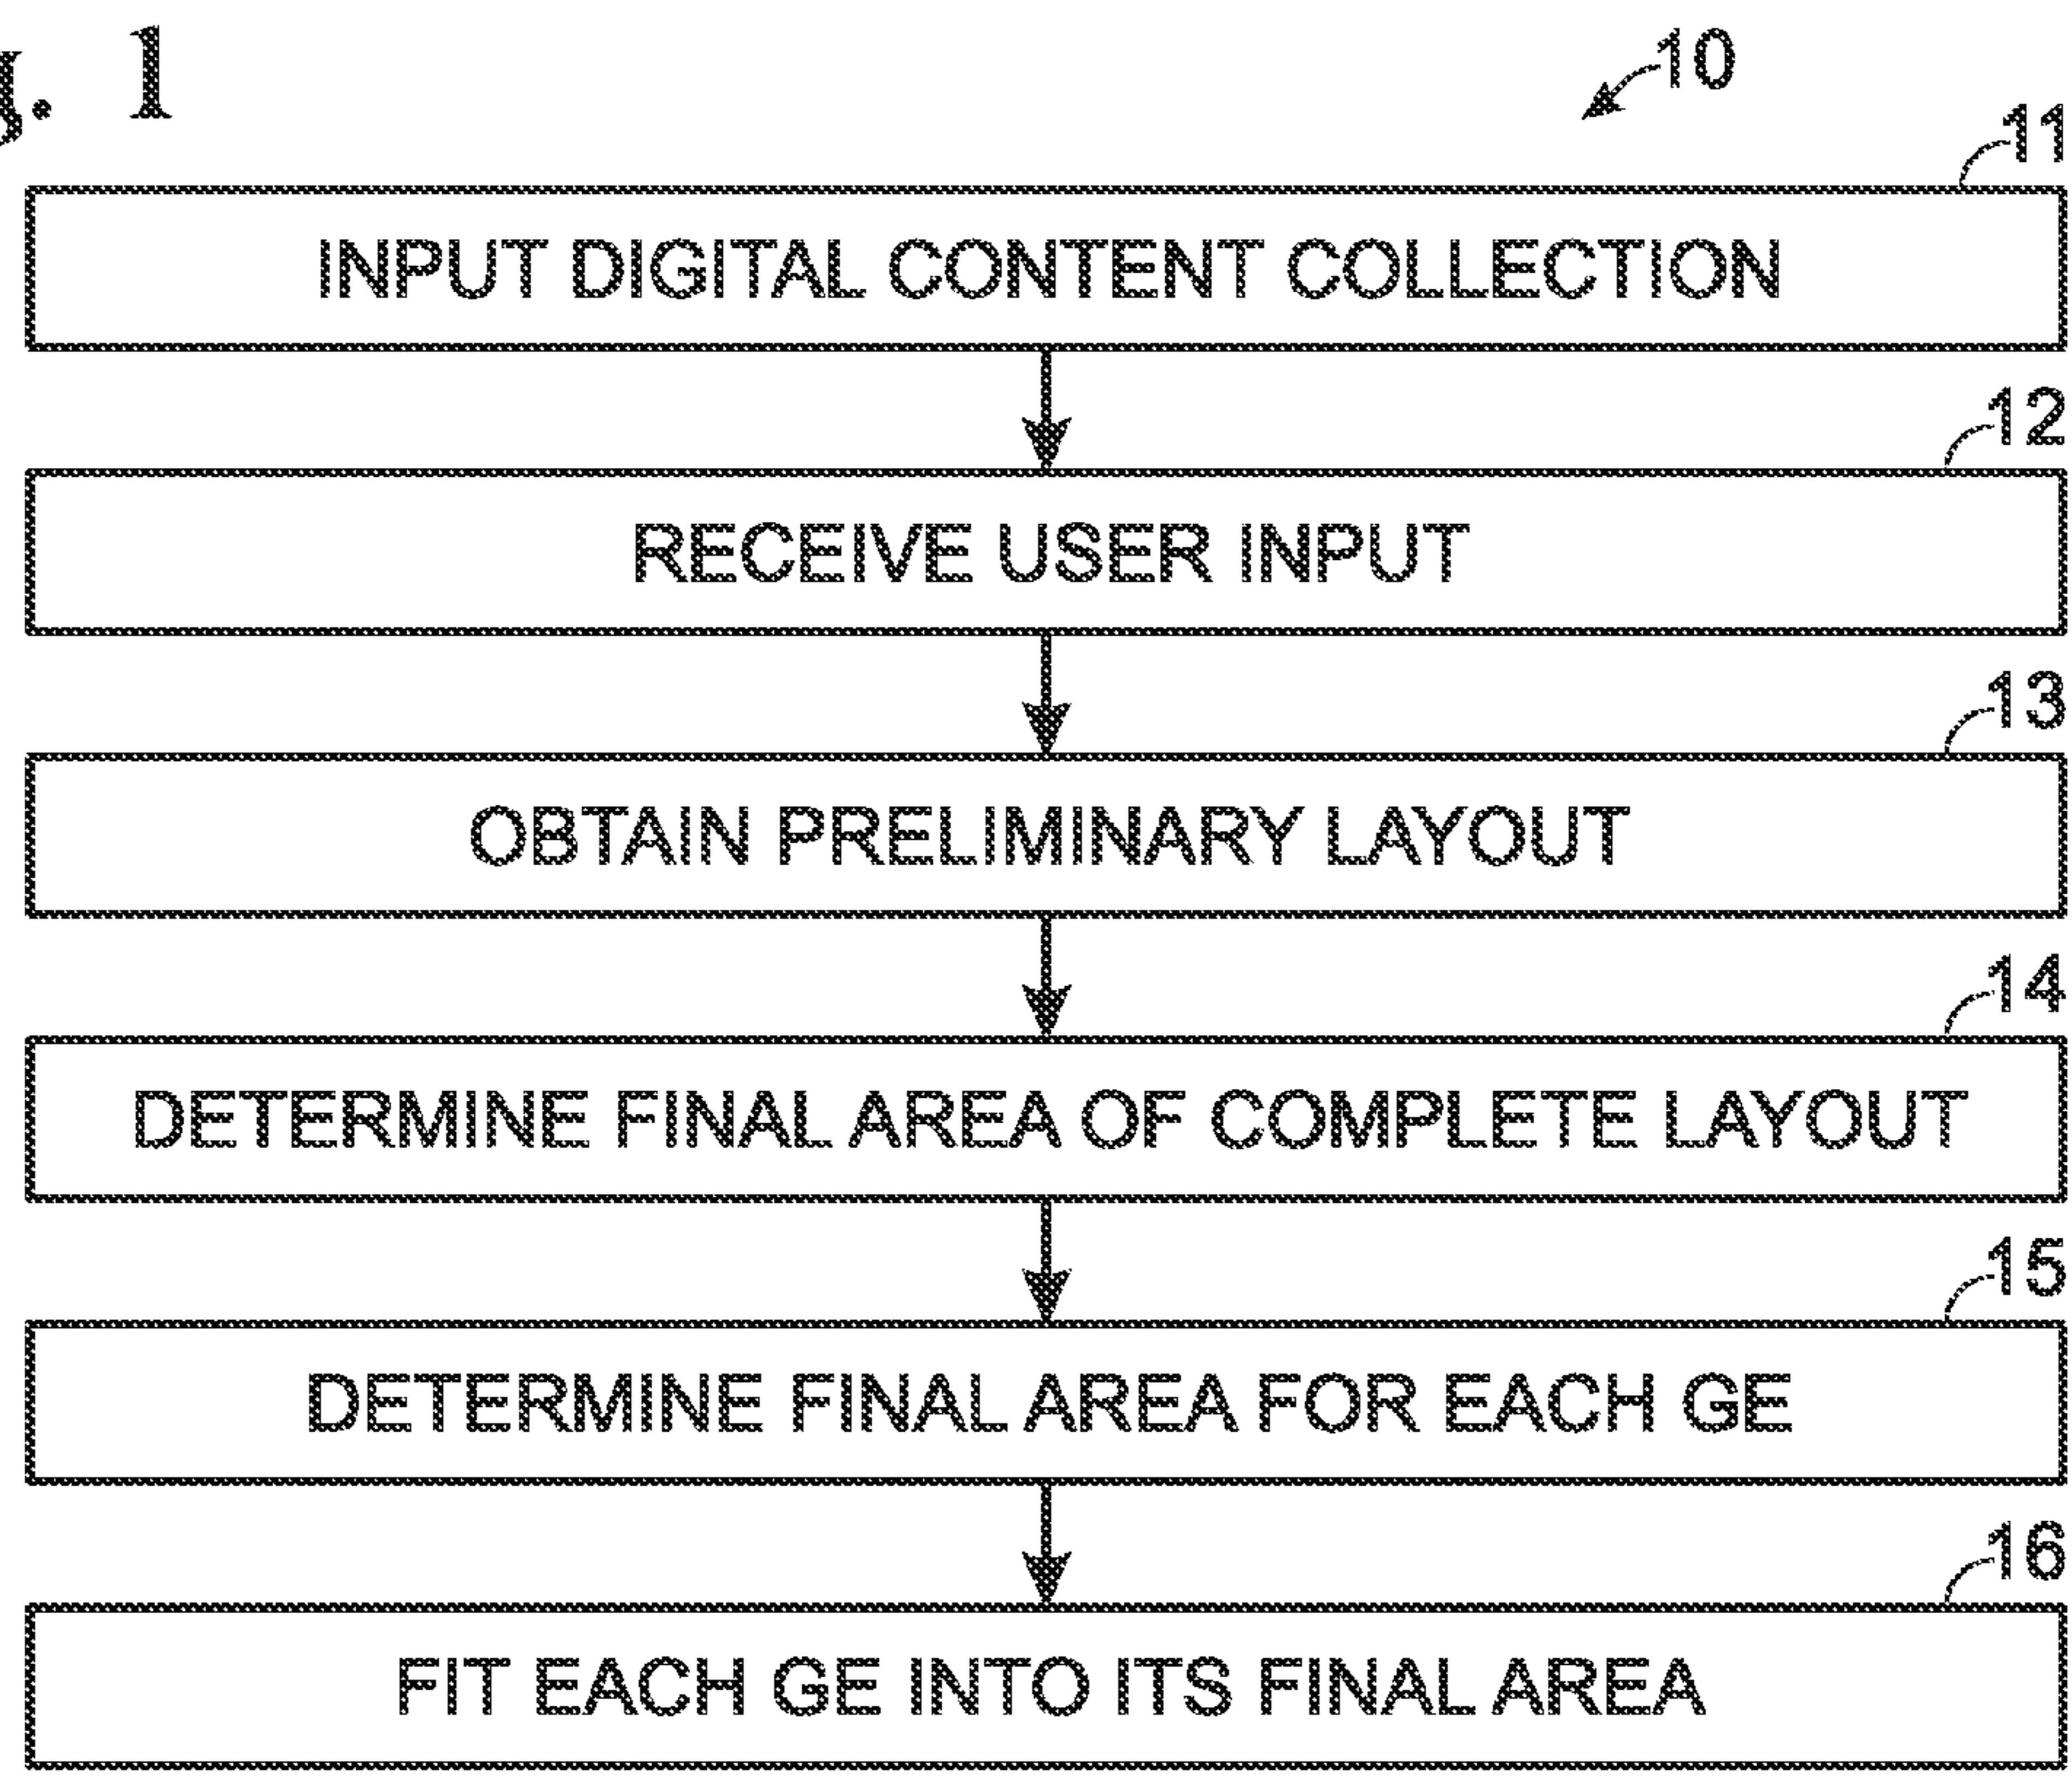 g. 1
10
11
INPUT DIGITAL CONTENT COLLECTION
12
RECEIVE USER INPUT
13
OBTAIN PRELIMINARY LAYOUT
14
DETERMINE FINAL AREA OF COMPLETE LAYOUT
15
DETERMINE FINAL AREA FOR EACH GE
16
FIT EACH GE INTO ITS FINAL AREA